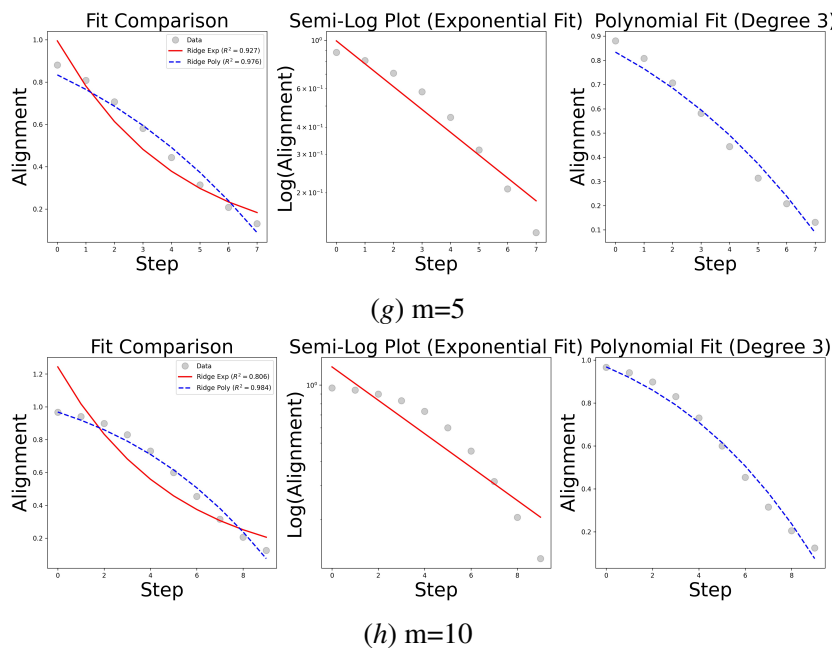 Fit Comparison
Semi-Log Plot (Exponential Fit)
Polynomial Fit (Degree 3)
1.0
0.8
0.6
0.4
0.2
Alignment
Data
Ridge Exp (R² = 0.927)
Ridge Poly (R² = 0.976)
0 1 2 3 4 5 6 7
Step
10⁰
6 × 10⁻¹
4 × 10⁻¹
3 × 10⁻¹
2 × 10⁻¹
Log(Alignment)
0 1 2 3 4 5 6 7
Step
0.9
0.8
0.7
0.6
0.5
0.4
0.3
0.2
0.1
Alignment
0 1 2 3 4 5 6 7
Step
(g) m=5
Fit Comparison
Semi-Log Plot (Exponential Fit)
Polynomial Fit (Degree 3)
1.2
1.0
0.8
0.6
0.4
0.2
Alignment
Data
Ridge Exp (R² = 0.806)
Ridge Poly (R² = 0.984)
0 2 4 6 8
Step
10⁰
Log(Alignment)
0 2 4 6 8
Step
1.0
0.8
0.6
0.4
0.2
Alignment
0 2 4 6 8
Step
(h) m=10